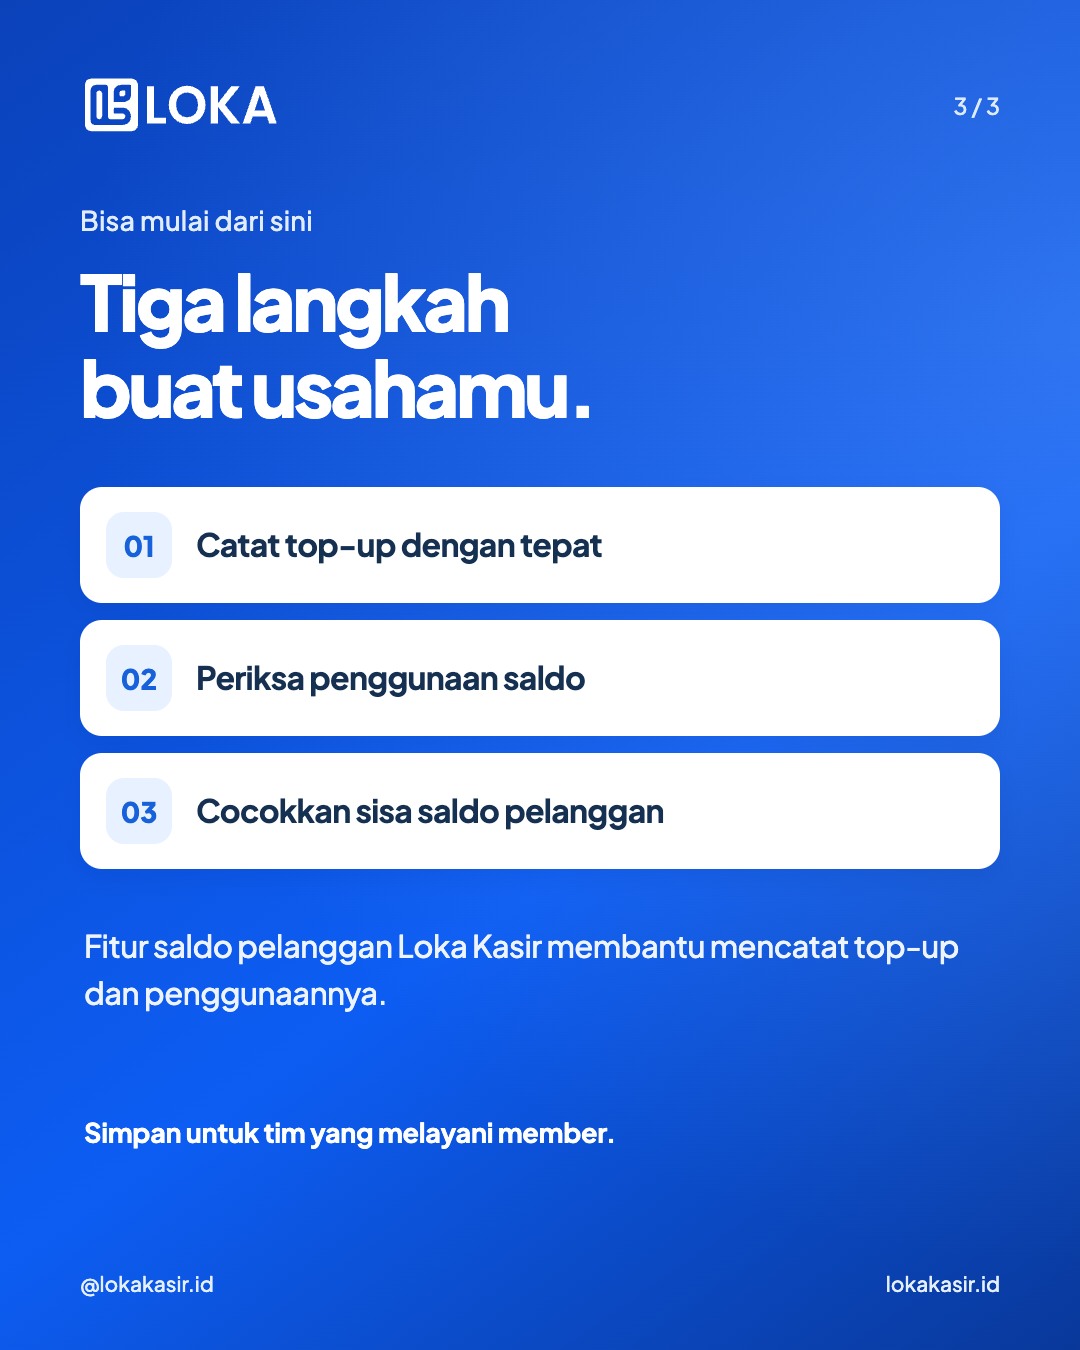 LOKA
3 / 3
Bisa mulai dari sini
Tiga langkah
buat usahamu.
01 Catat top-up dengan tepat
02 Periksa penggunaan saldo
03 Cocokkan sisa saldo pelanggan
Fitur saldo pelanggan Loka Kasir membantu mencatat top-up
dan penggunaannya.
Simpan untuk tim yang melayani member.
@lokakasir.id
lokakasir.id